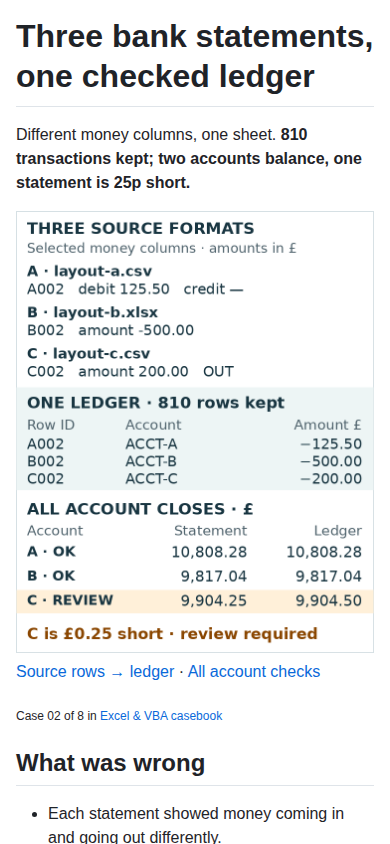 Three bank statements,
one checked ledger
Different money columns, one sheet. 810
transactions kept; two accounts balance, one
statement is 25p short.
THREE SOURCE FORMATS
Selected money columns · amounts in £
A · layout-a.csv
A002 debit 125.50 credit —
B · layout-b.xlsx
B002 amount -500.00
C · layout-c.csv
C002 amount 200.00 OUT
ONE LEDGER · 810 rows kept
Row ID Account Amount £
A002 ACCT-A −125.50
B002 ACCT-B −500.00
C002 ACCT-C −200.00
ALL ACCOUNT CLOSES · £
Account Statement Ledger
A · OK 10,808.28 10,808.28
B · OK 9,817.04 9,817.04
C · REVIEW 9,904.25 9,904.50
C is £0.25 short · review required
Source rows → ledger · All account checks
Case 02 of 8 in Excel & VBA casebook
What was wrong
• Each statement showed money coming in
and going out differently.